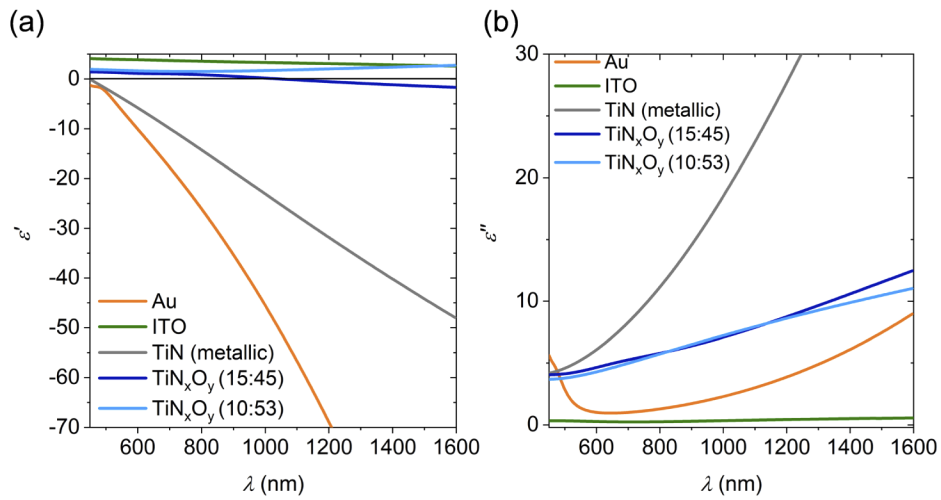 (a)
(b)
0
-10
-20
-30
-40
-50
-60
-70
ε′
Au
ITO
TiN (metallic)
TiNxOy (15:45)
TiNxOy (10:53)
600 800 1000 1200 1400 1600
λ (nm)
30
20
10
0
ε″
Au
ITO
TiN (metallic)
TiNxOy (15:45)
TiNxOy (10:53)
600 800 1000 1200 1400 1600
λ (nm)